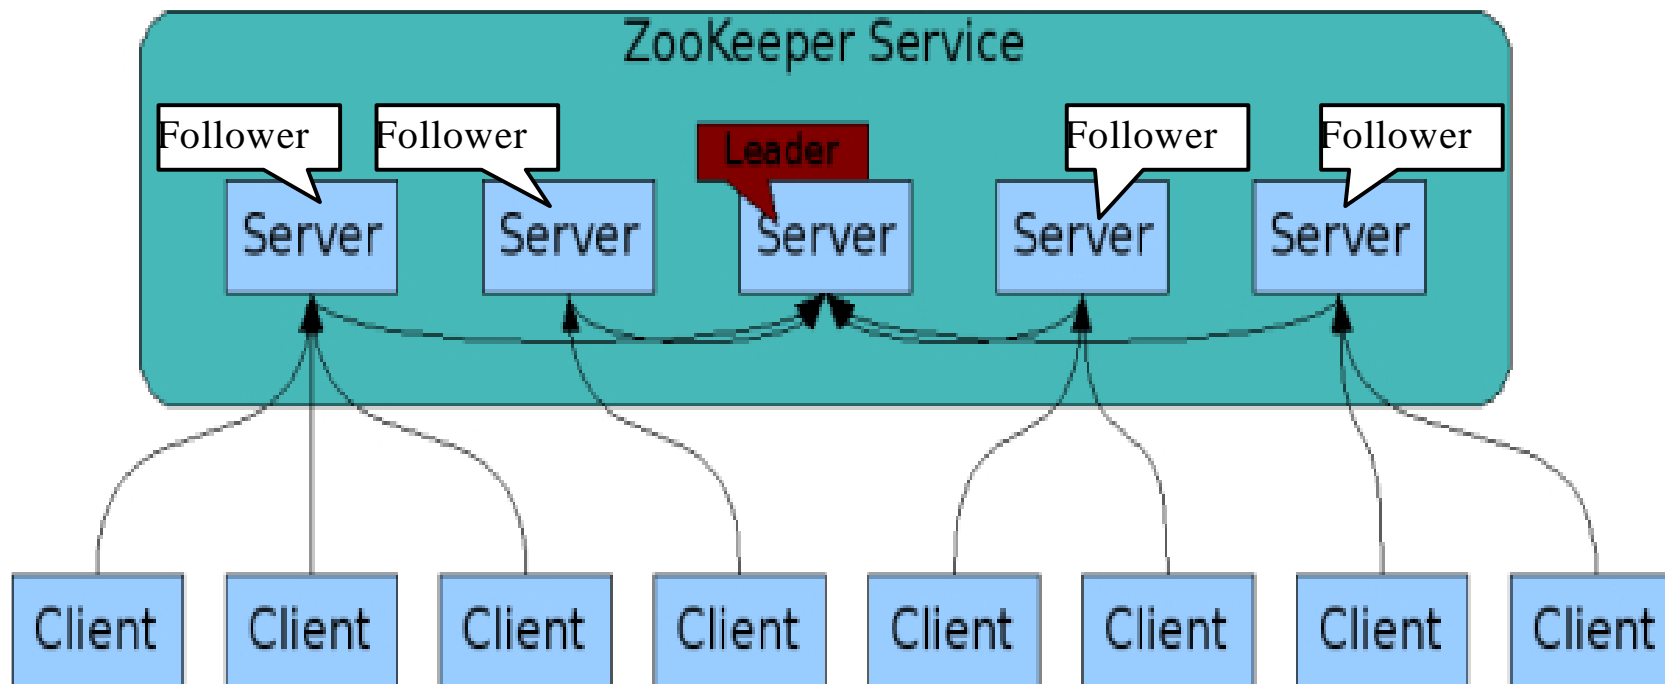 ZooKeeper Service
Follower
Follower
Leader
Follower
Follower
Server
Server
Server
Server
Server
Client
Client
Client
Client
Client
Client
Client
Client